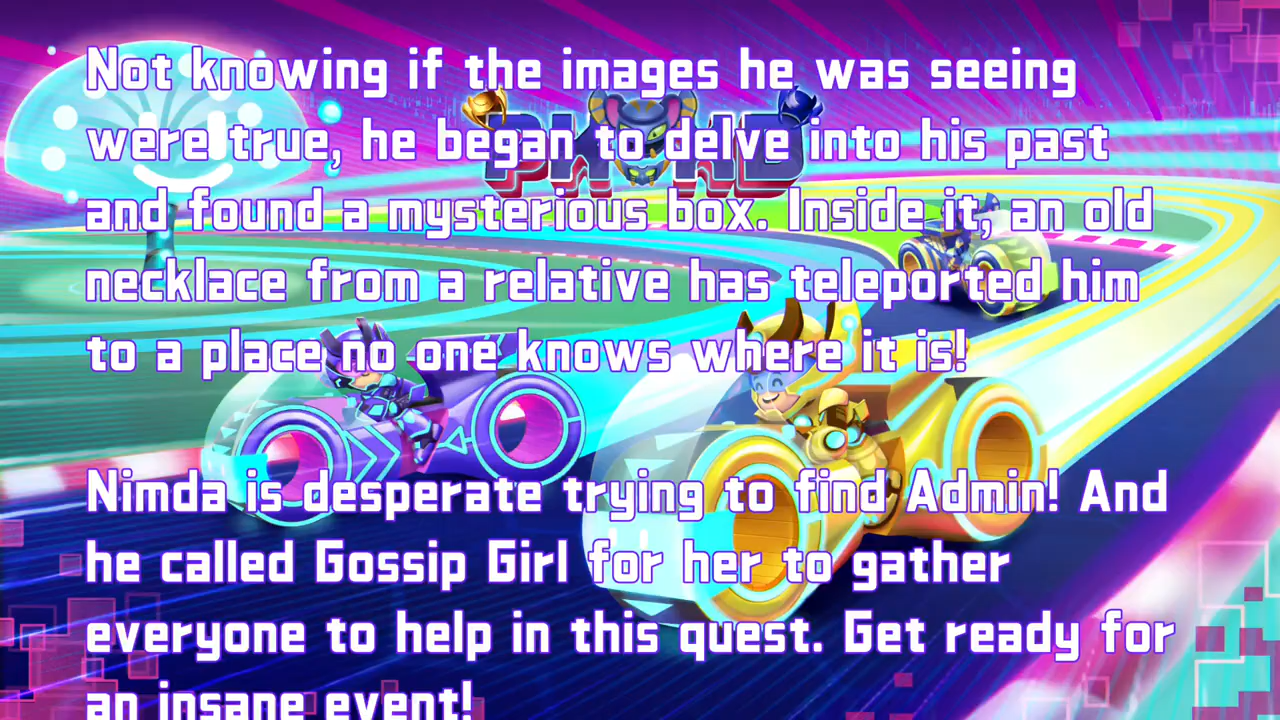 Not knowing if the images he was seeing
were true, he began to delve into his past
and found a mysterious box. Inside it, an old
necklace from a relative has teleported him
to a place no one knows where it is!
Nimda is desperate trying to find Admin! And
he called Gossip Girl for her to gather
everyone to help in this quest. Get ready for
an insane event!